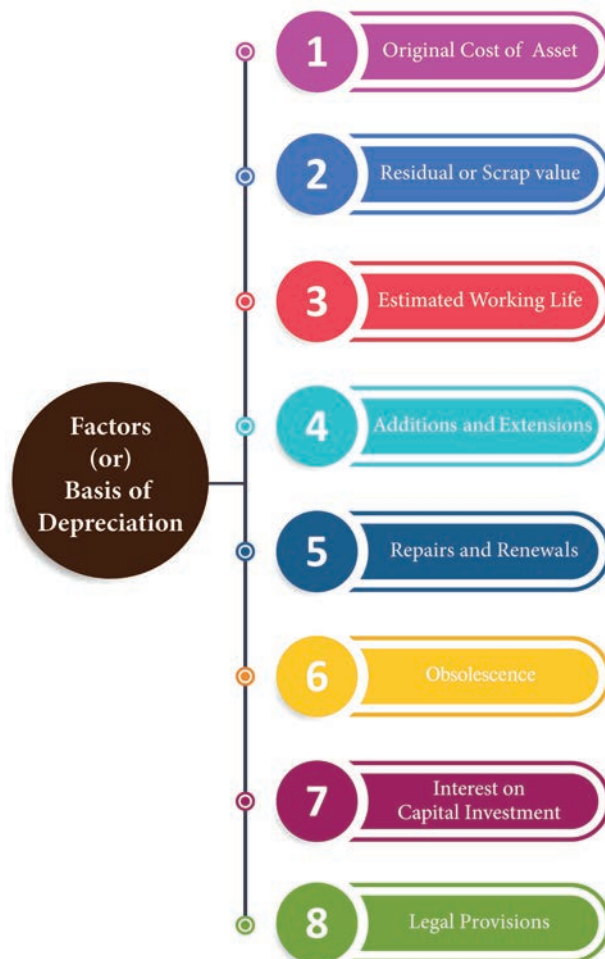 Factors
(or)
Basis of
Depreciation
1
Original Cost of Asset
2
Residual or Scrap value
3
Estimated Working Life
4
Additions and Extensions
5
Repairs and Renewals
6
Obsolescence
7
Interest on
Capital Investment
8
Legal Provisions